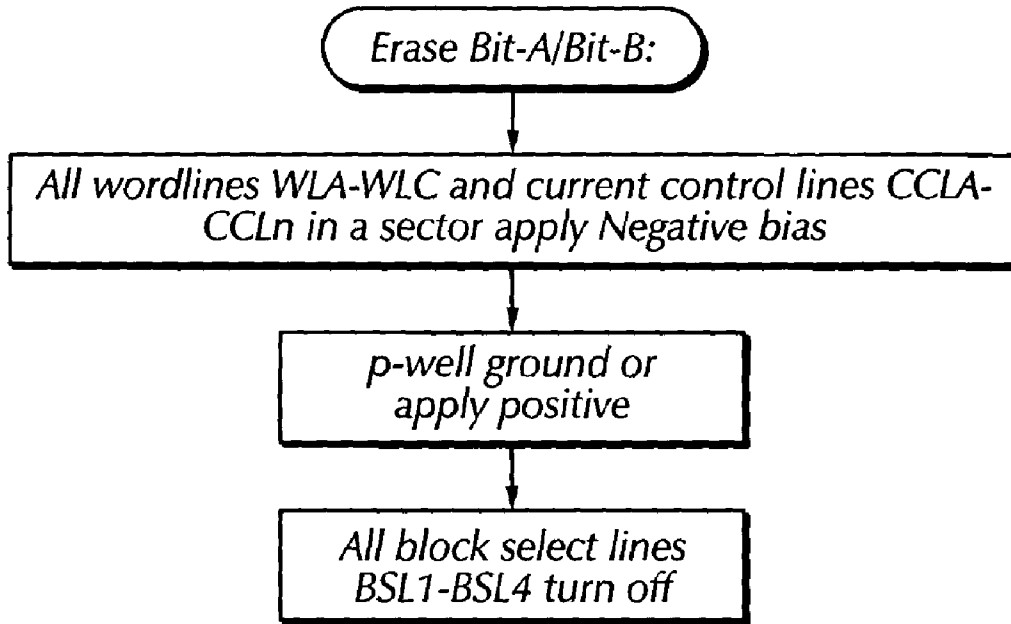 Erase Bit-A/Bit-B:
All wordlines WLA-WLC and current control lines CCLA-
CCLn in a sector apply Negative bias
p-well ground or
apply positive
All block select lines
BSL1-BSL4 turn off